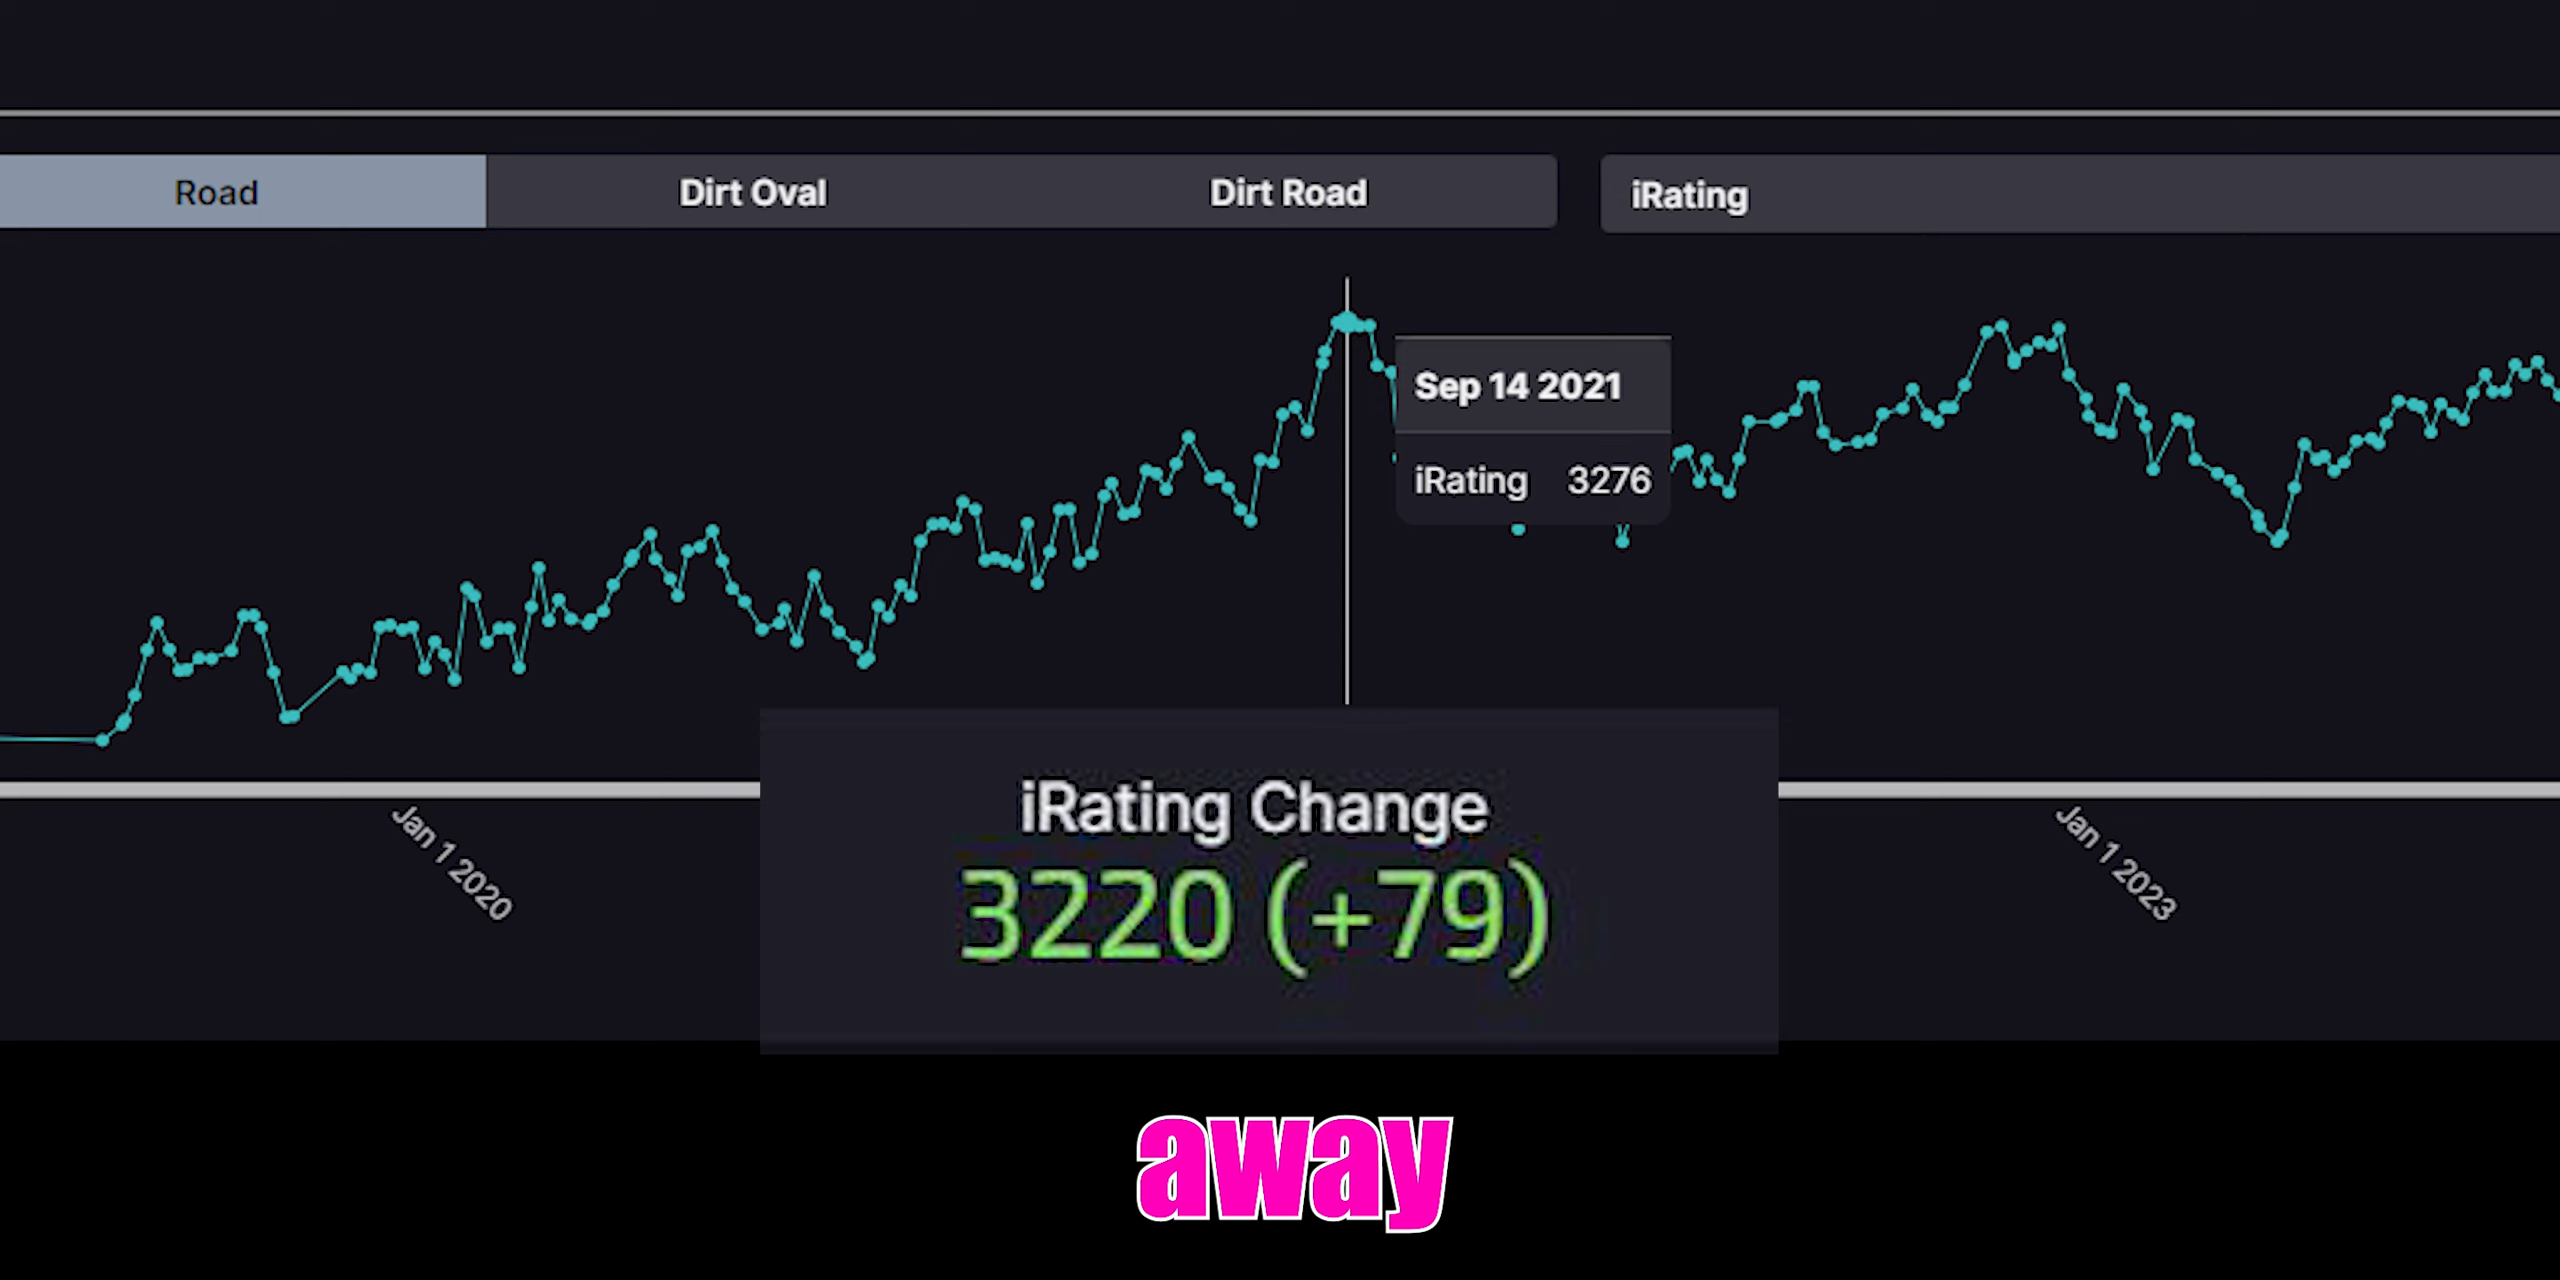 Road Dirt Oval Dirt Road iRating
Sep 14 2021
iRating 3276
Jan 1 2020
Jan 1 2023
iRating Change
3220 (+79)
away